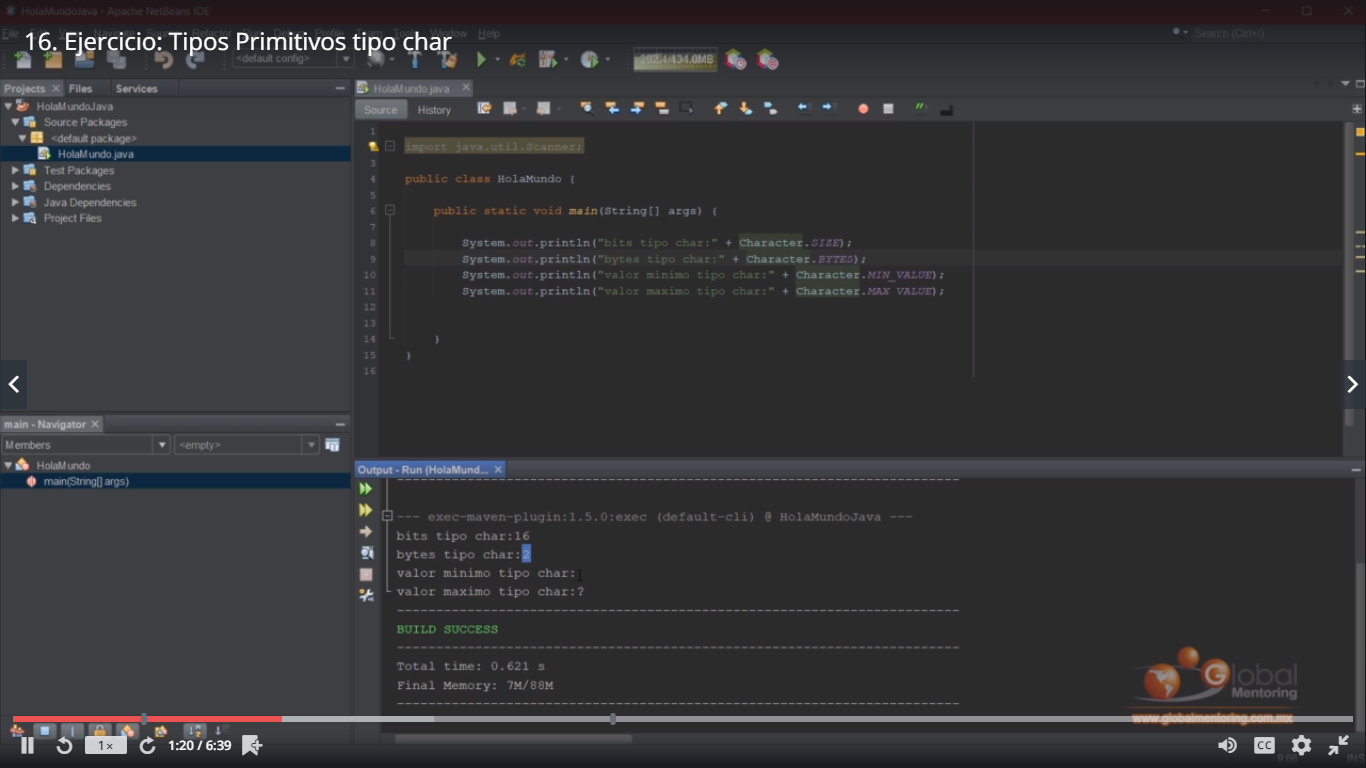 HolaMundoJava - Apache NetBeans IDE
16. Ejercicio: Tipos Primitivos tipo char
Window Help
Search (Ctrl+I)
<default config>
292.4/434.0MB
Projects Files Services
HolaMundo.java
Source History
HolaMundoJava
Source Packages
<default package>
HolaMundo.java
Test Packages
Dependencies
Java Dependencies
Project Files
1
import java.util.Scanner;
3
4 public class HolaMundo {
5
6 public static void main(String[] args) {
7
8 System.out.println("bits tipo char:" + Character.SIZE);
9 System.out.println("bytes tipo char:" + Character.BYTES);
10 System.out.println("valor minimo tipo char:" + Character.MIN_VALUE);
11 System.out.println("valor maximo tipo char:" + Character.MAX_VALUE);
12
13
14 }
15 }
16
main - Navigator
Members <empty>
HolaMundo
main(String[] args)
Output - Run (HolaMund...
--- exec-maven-plugin:1.5.0:exec (default-cli) @ HolaMundoJava ---
bits tipo char:16
bytes tipo char:2
valor minimo tipo char:
valor maximo tipo char:?
------------------------------------------------------------------------
BUILD SUCCESS
------------------------------------------------------------------------
Total time: 0.621 s
Final Memory: 7M/88M
------------------------------------------------------------------------
Global
Mentoring
www.globalmentoring.com.mx
1x
1:20 / 6:39
CC
9:66 INS